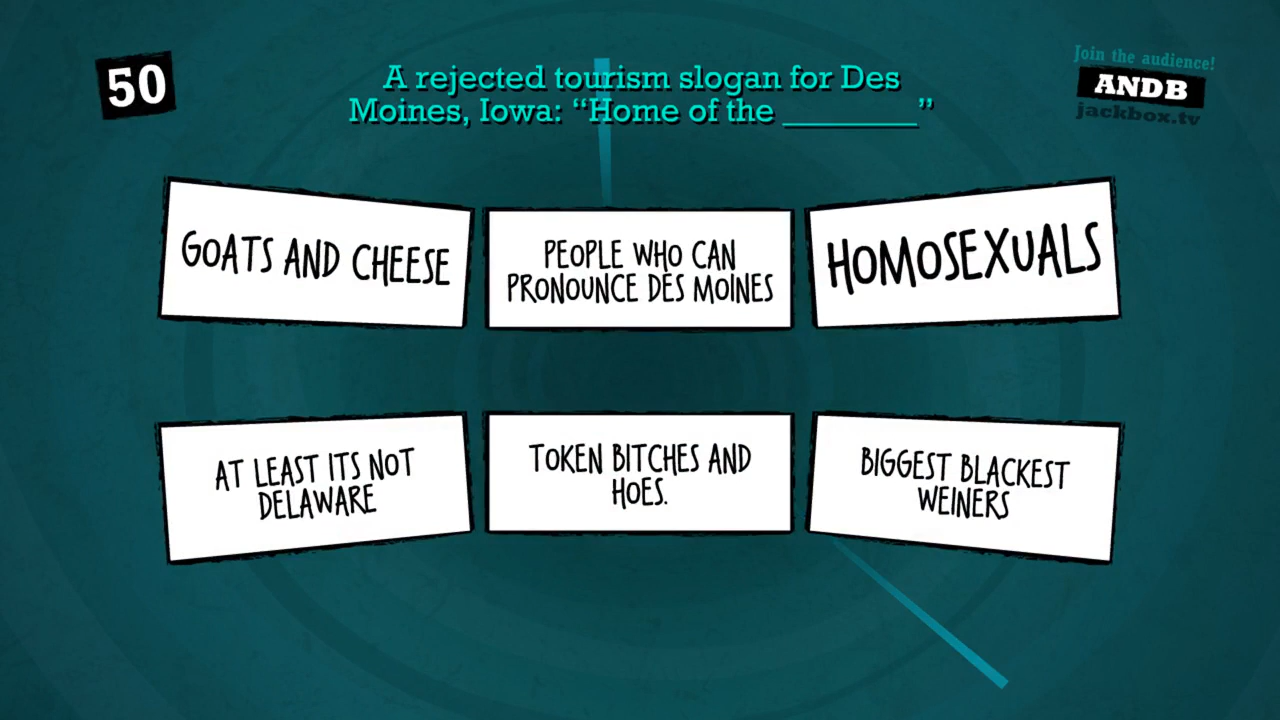 50
A rejected tourism slogan for Des
Moines, Iowa: “Home of the ________”
Join the audience!
ANDB
jackbox.tv
GOATS AND CHEESE
PEOPLE WHO CAN
PRONOUNCE DES MOINES
HOMOSEXUALS
AT LEAST ITS NOT
DELAWARE
TOKEN BITCHES AND
HOES.
BIGGEST BLACKEST
WEINERS